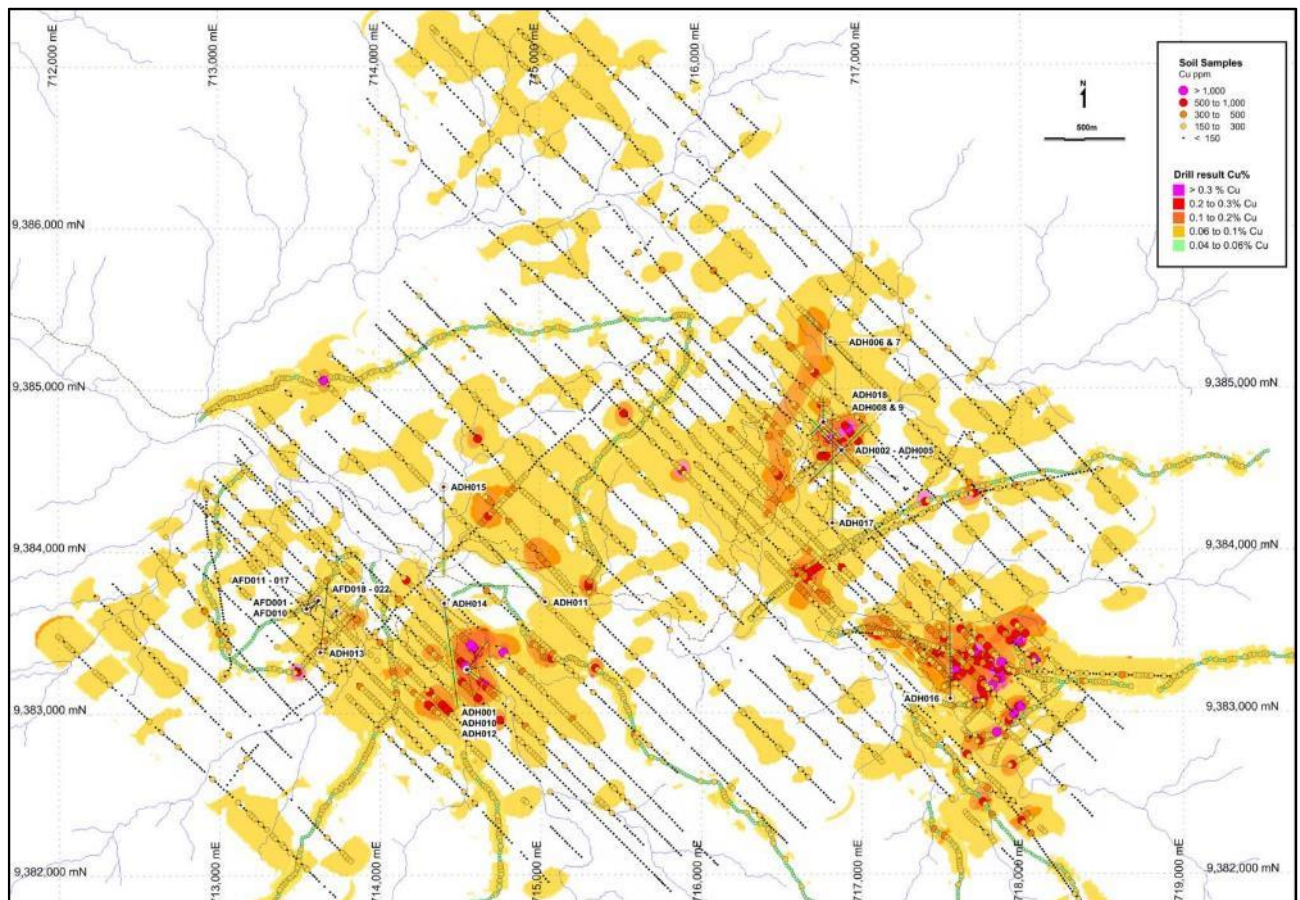 712,000 mE
713,000 mE
714,000 mE
715,000 mE
716,000 mE
717,000 mE
9,387,000 mN
Soil Samples
Cu ppm
> 1,000
500 to 1,000
300 to 500
150 to 300
< 150
Drill result Cu%
> 0.3 % Cu
0.2 to 0.3% Cu
0.1 to 0.2% Cu
0.06 to 0.1% Cu
0.04 to 0.06% Cu
N
500m
9,386,000 mN
ADH006 & 7
9,385,000 mN
9,385,000 mN
ADH018
ADH008 & 9
ADH002 - ADH005
ADH015
ADH017
9,384,000 mN
9,384,000 mN
AFD011 - 017
AFD018 - 022
AFD001 -
AFD010
ADH014
ADH011
ADH013
ADH016
9,383,000 mN
9,383,000 mN
ADH001
ADH010
ADH012
9,382,000 mN
9,382,000 mN
712,000 mE
713,000 mE
714,000 mE
715,000 mE
716,000 mE
717,000 mE
718,000 mE
719,000 mE